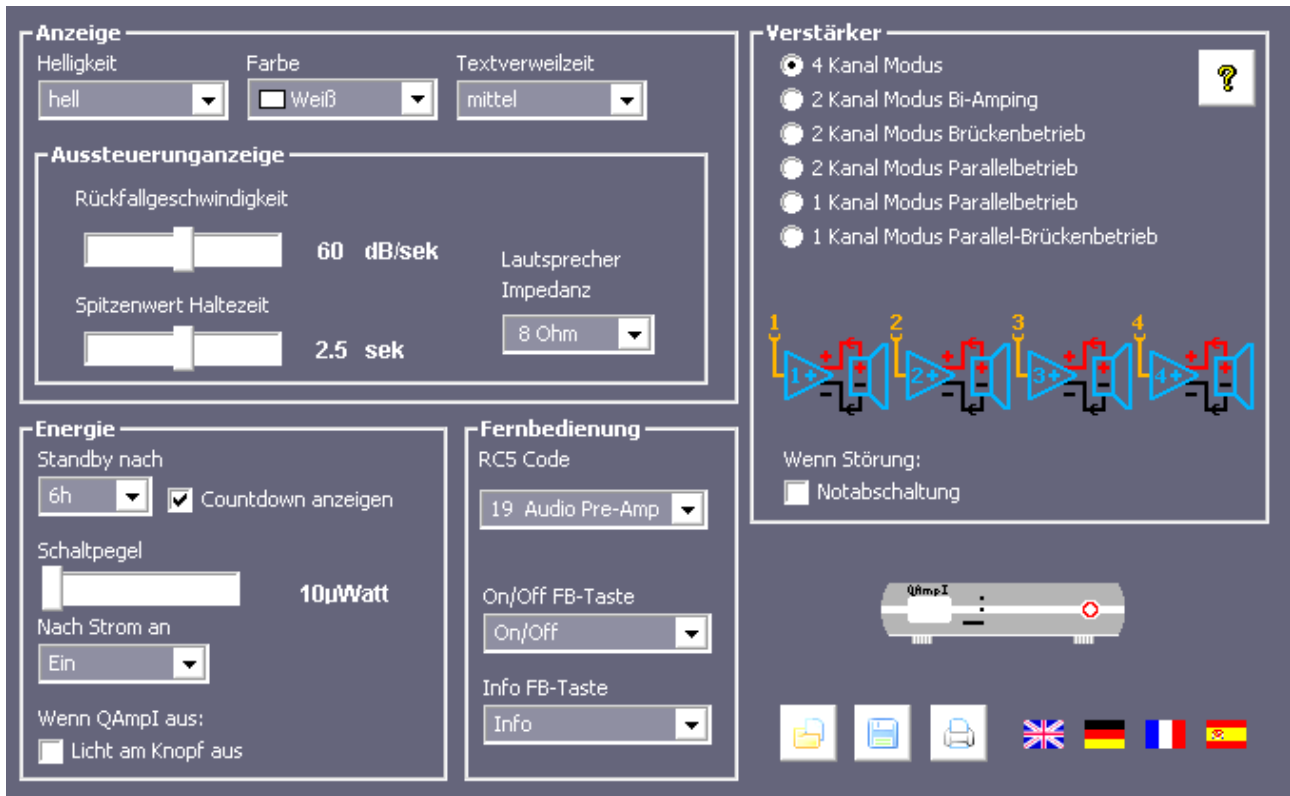 Anzeige
Helligkeit Farbe Textverweilzeit
hell Weiß mittel
Aussteuerunganzeige
Rückfallgeschwindigkeit
60 dB/sek
Spitzenwert Haltezeit
2.5 sek
Lautsprecher
Impedanz
8 Ohm
Energie
Standby nach
6h Countdown anzeigen
Schaltpegel
10µWatt
Nach Strom an
Ein
Wenn QAmpI aus:
Licht am Knopf aus
Fernbedienung
RC5 Code
19 Audio Pre-Amp
On/Off FB-Taste
On/Off
Info FB-Taste
Info
Verstärker
4 Kanal Modus
?
2 Kanal Modus Bi-Amping
2 Kanal Modus Brückenbetrieb
2 Kanal Modus Parallelbetrieb
1 Kanal Modus Parallelbetrieb
1 Kanal Modus Parallel-Brückenbetrieb
1 2 3 4
1+ + - + - 2+ + - + - 3+ + - + - 4+ + - + -
Wenn Störung:
Notabschaltung
QAmpI